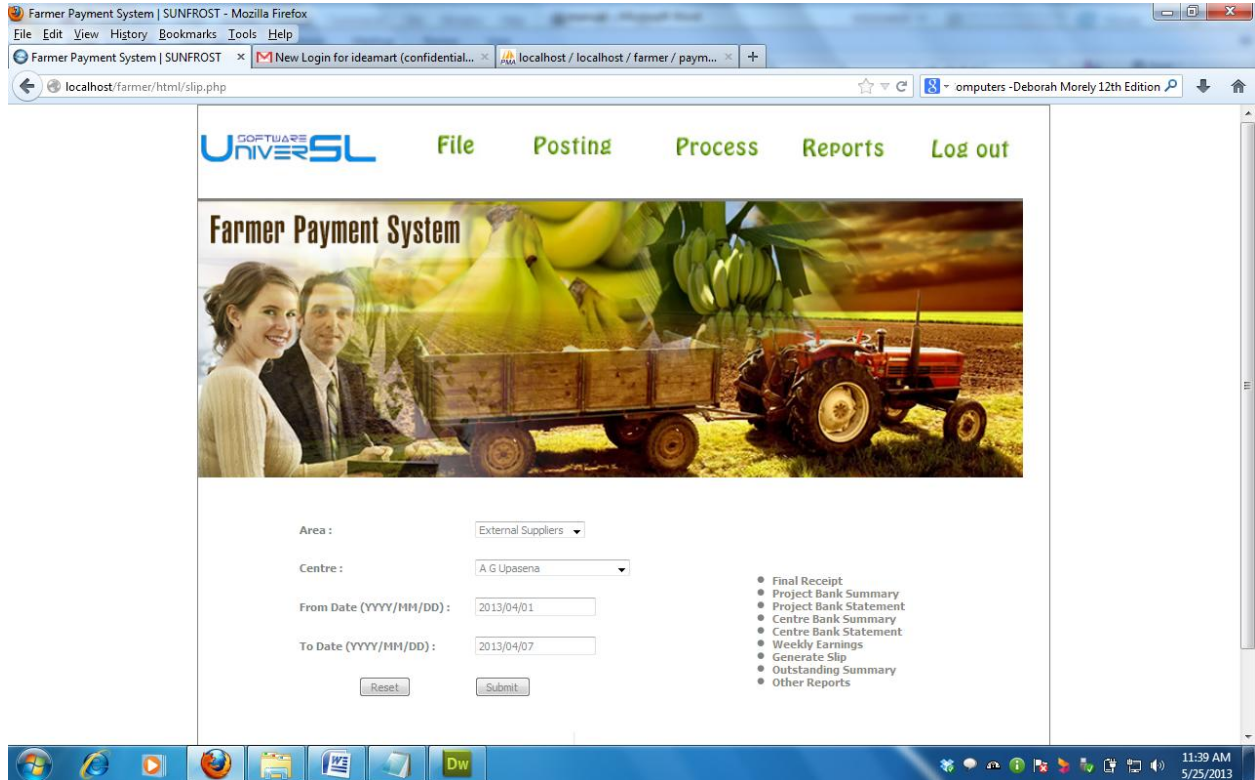 Farmer Payment System | SUNFROST - Mozilla Firefox
File Edit View History Bookmarks Tools Help
Farmer Payment System | SUNFROST × New Login for ideamart (confidential... × localhost / localhost / farmer / paym... × +
localhost/farmer/html/slip.php omputers -Deborah Morely 12th Edition
SOFTWARE
UNIVERSL
File Posting Process Reports Log out
Farmer Payment System
Area : External Suppliers
Centre : A G Upasena
From Date (YYYY/MM/DD) : 2013/04/01
To Date (YYYY/MM/DD) : 2013/04/07
Reset Submit
Final Receipt
Project Bank Summary
Project Bank Statement
Centre Bank Summary
Centre Bank Statement
Weekly Earnings
Generate Slip
Outstanding Summary
Other Reports
Dw
11:39 AM
5/25/2013